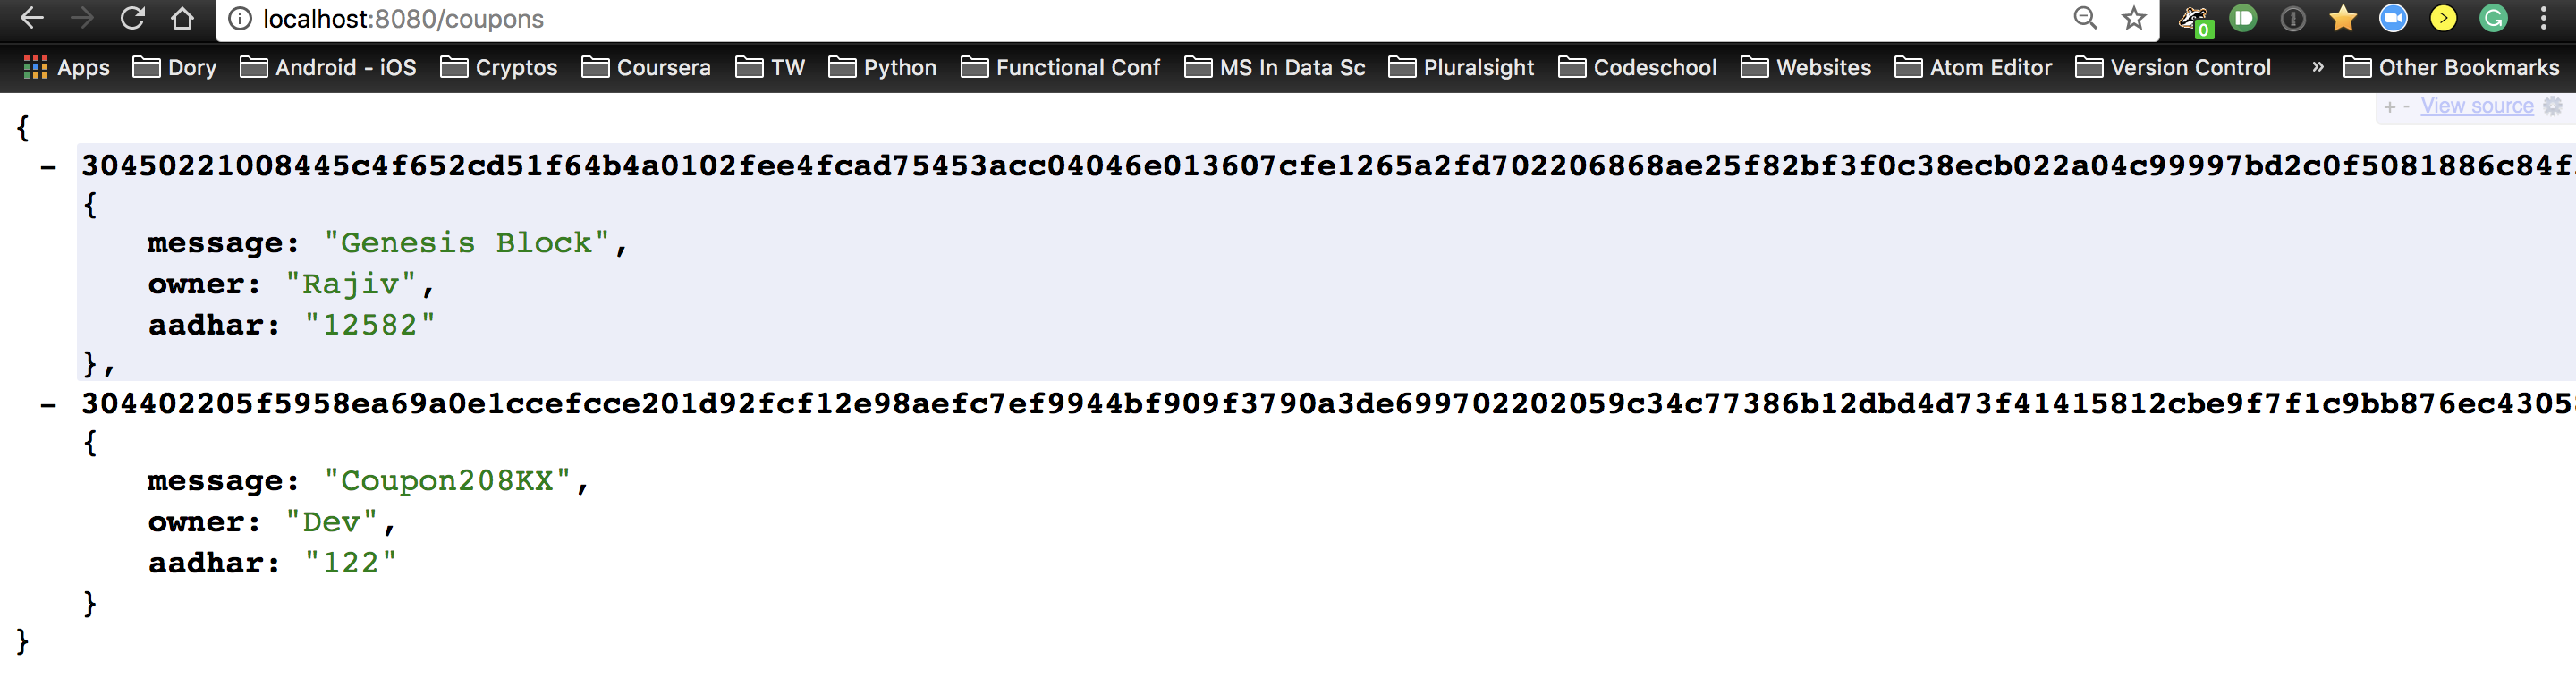 localhost:8080/coupons
0
Apps Dory Android - iOS Cryptos Coursera TW Python Functional Conf MS In Data Sc Pluralsight Codeschool Websites Atom Editor Version Control » Other Bookmarks
+ - View source
{
- 30450221008445c4f652cd51f64b4a0102fee4fcad75453acc04046e013607cfe1265a2fd702206868ae25f82bf3f0c38ecb022a04c99997bd2c0f5081886c84f
{
message: "Genesis Block",
owner: "Rajiv",
aadhar: "12582"
},
- 304402205f5958ea69a0e1ccefcce201d92fcf12e98aefc7ef9944bf909f3790a3de699702202059c34c77386b12dbd4d73f41415812cbe9f7f1c9bb876ec4305
{
message: "Coupon208KX",
owner: "Dev",
aadhar: "122"
}
}